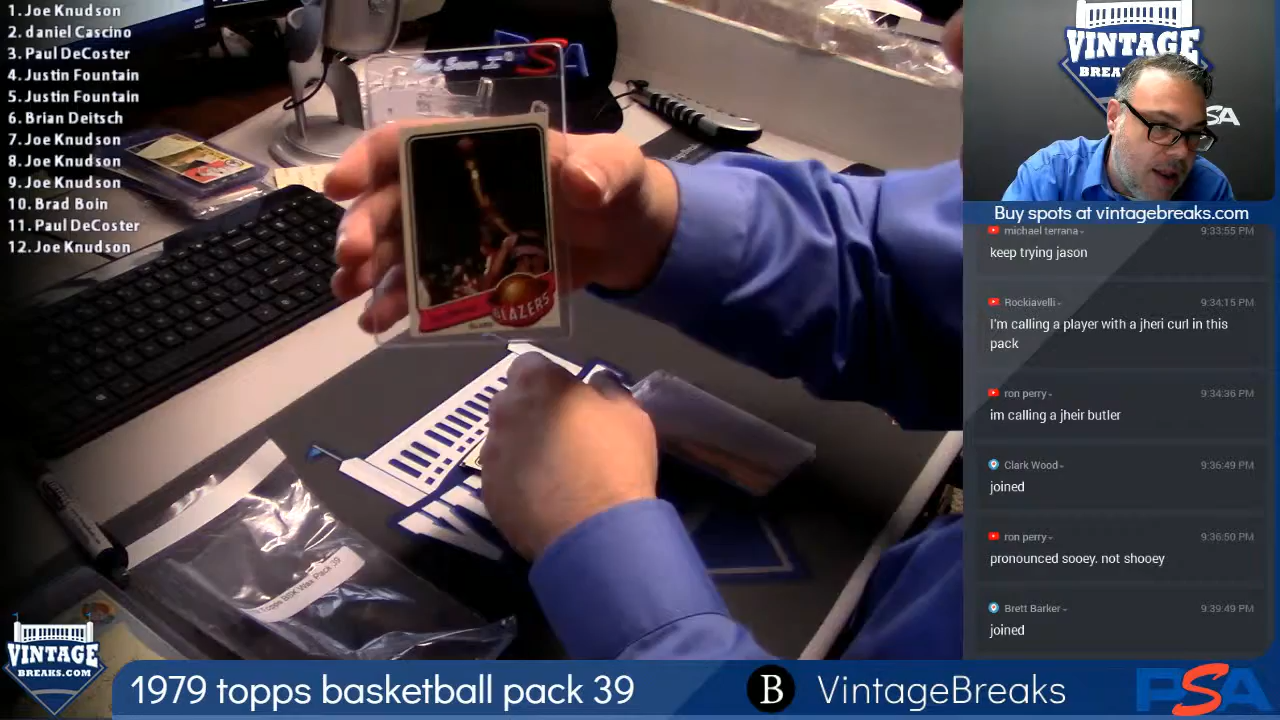 1. Joe Knudson
2. daniel Cascino
3. Paul DeCoster
4. Justin Fountain
5. Justin Fountain
6. Brian Deitsch
7. Joe Knudson
8. Joe Knudson
9. Joe Knudson
10. Brad Boin
11. Paul DeCoster
12. Joe Knudson
BLAZERS
Wax Pack 39
VINTAGE
BREAKS.COM
1979 topps basketball pack 39
B VintageBreaks
PSA
VINTAGE
BREA
SA
Buy spots at vintagebreaks.com
michael terrana 9:33:55 PM
keep trying jason
Rockiavelli 9:34:15 PM
I'm calling a player with a jheri curl in this
pack
ron perry 9:34:36 PM
im calling a jheir butler
Clark Wood 9:36:49 PM
joined
ron perry 9:36:50 PM
pronounced sooey. not shooey
Brett Barker 9:39:49 PM
joined